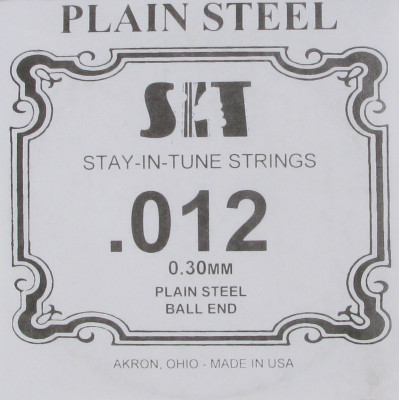 PLAIN STEEL
SIT
STAY-IN-TUNE STRINGS
.012
0.30MM
PLAIN STEEL
BALL END
AKRON, OHIO - MADE IN USA